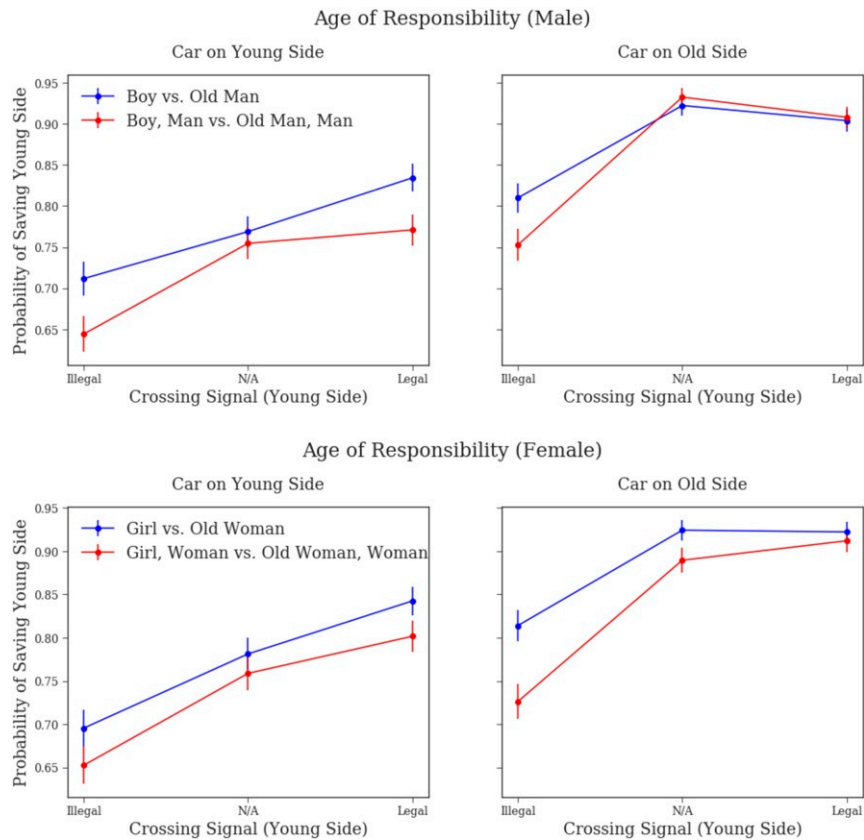 Age of Responsibility (Male)
Car on Young Side
Car on Old Side
Probability of Saving Young Side
0.95
0.90
0.85
0.80
0.75
0.70
0.65
Boy vs. Old Man
Boy, Man vs. Old Man, Man
Illegal
N/A
Legal
Crossing Signal (Young Side)
Illegal
N/A
Legal
Crossing Signal (Young Side)
Age of Responsibility (Female)
Car on Young Side
Car on Old Side
Probability of Saving Young Side
0.95
0.90
0.85
0.80
0.75
0.70
0.65
Girl vs. Old Woman
Girl, Woman vs. Old Woman, Woman
Illegal
N/A
Legal
Crossing Signal (Young Side)
Illegal
N/A
Legal
Crossing Signal (Young Side)